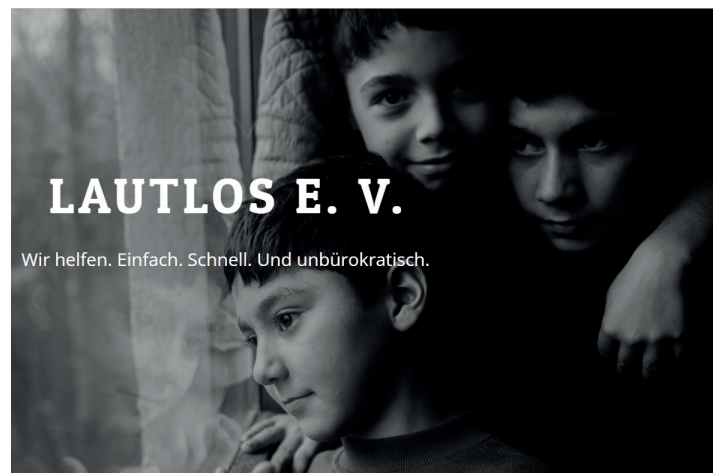 LAUTLOS E. V.
Wir helfen. Einfach. Schnell. Und unbürokratisch.